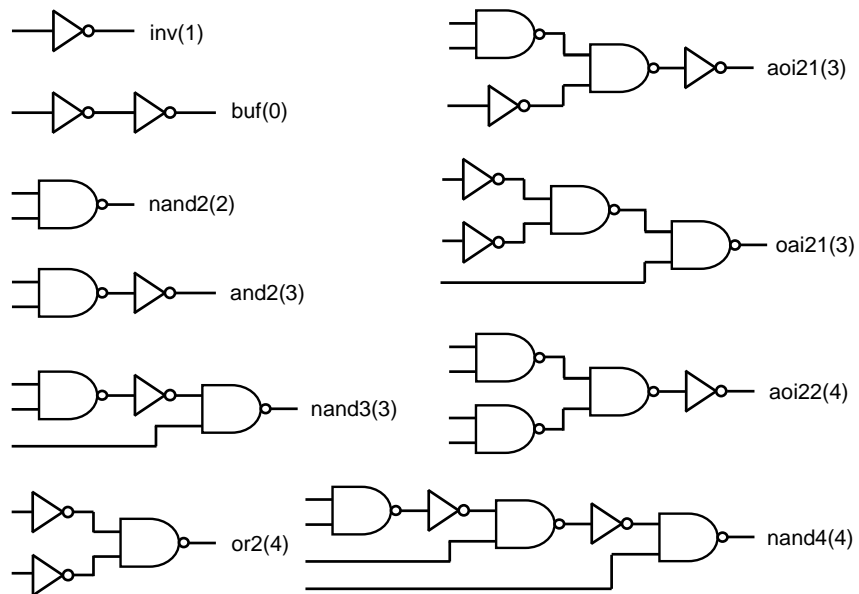 inv(1)
buf(0)
nand2(2)
and2(3)
nand3(3)
or2(4)
aoi21(3)
oai21(3)
aoi22(4)
nand4(4)